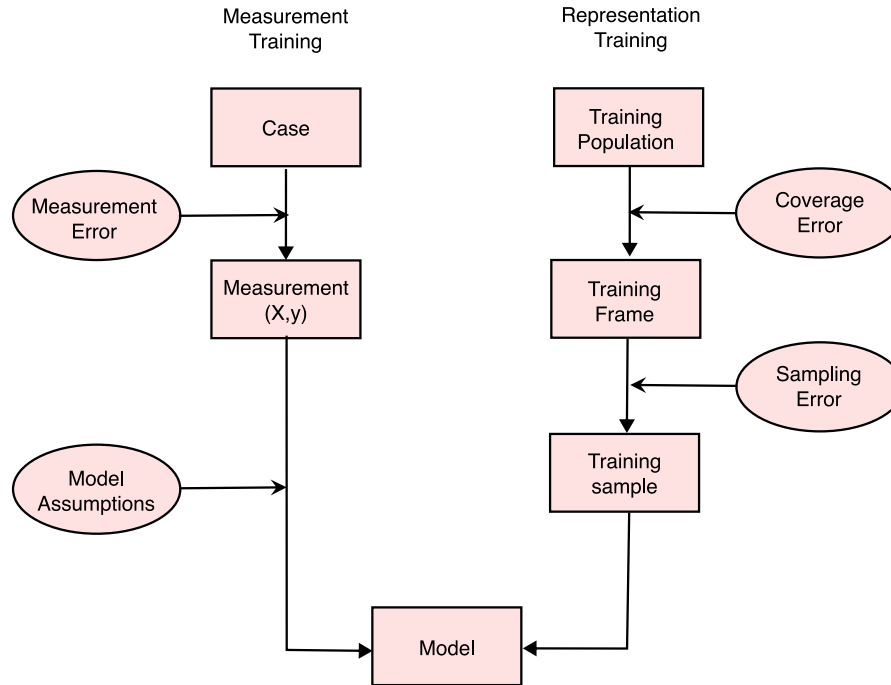 Measurement
Training
Representation
Training
Case
Training
Population
Measurement
Error
Coverage
Error
Measurement
(X,y)
Training
Frame
Sampling
Error
Model
Assumptions
Training
sample
Model